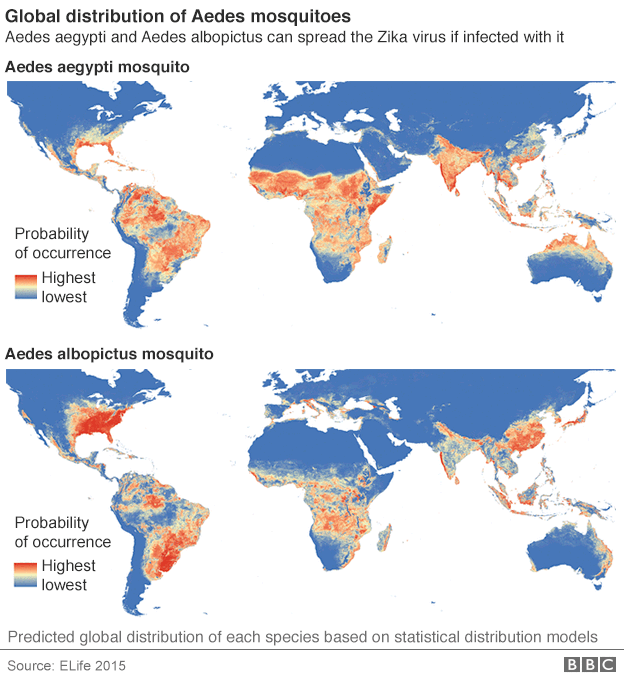 Global distribution of Aedes mosquitoes
Aedes aegypti and Aedes albopictus can spread the Zika virus if infected with it
Aedes aegypti mosquito
Probability
of occurrence
Highest
lowest
Aedes albopictus mosquito
Probability
of occurrence
Highest
lowest
Predicted global distribution of each species based on statistical distribution models
Source: ELife 2015
BBC